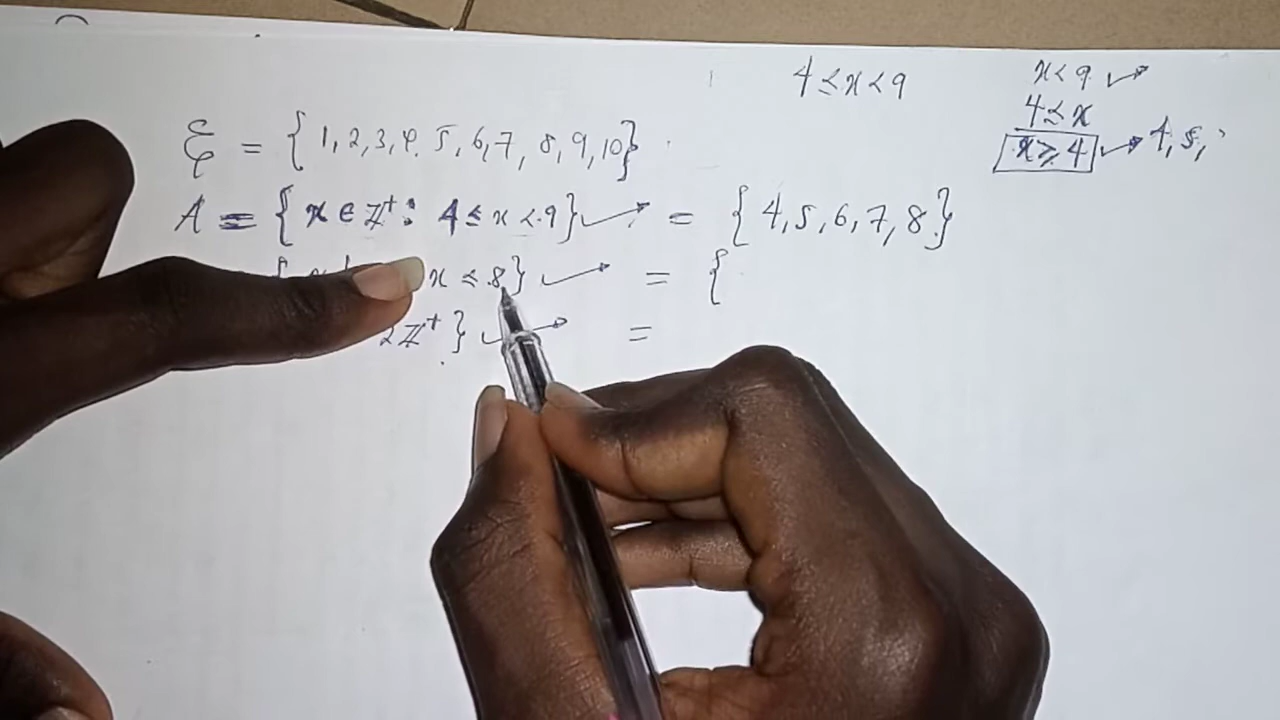 4 ≤ x < 9
x < 9
4 ≤ x
x ≥ 4 4, 5,
ξ = { 1, 2, 3, 4, 5, 6, 7, 8, 9, 10}
A = { x ∈ ℤ⁺ : 4 ≤ x < 9} = { 4, 5, 6, 7, 8 }
x ≤ 8} = {
2ℤ⁺ } =